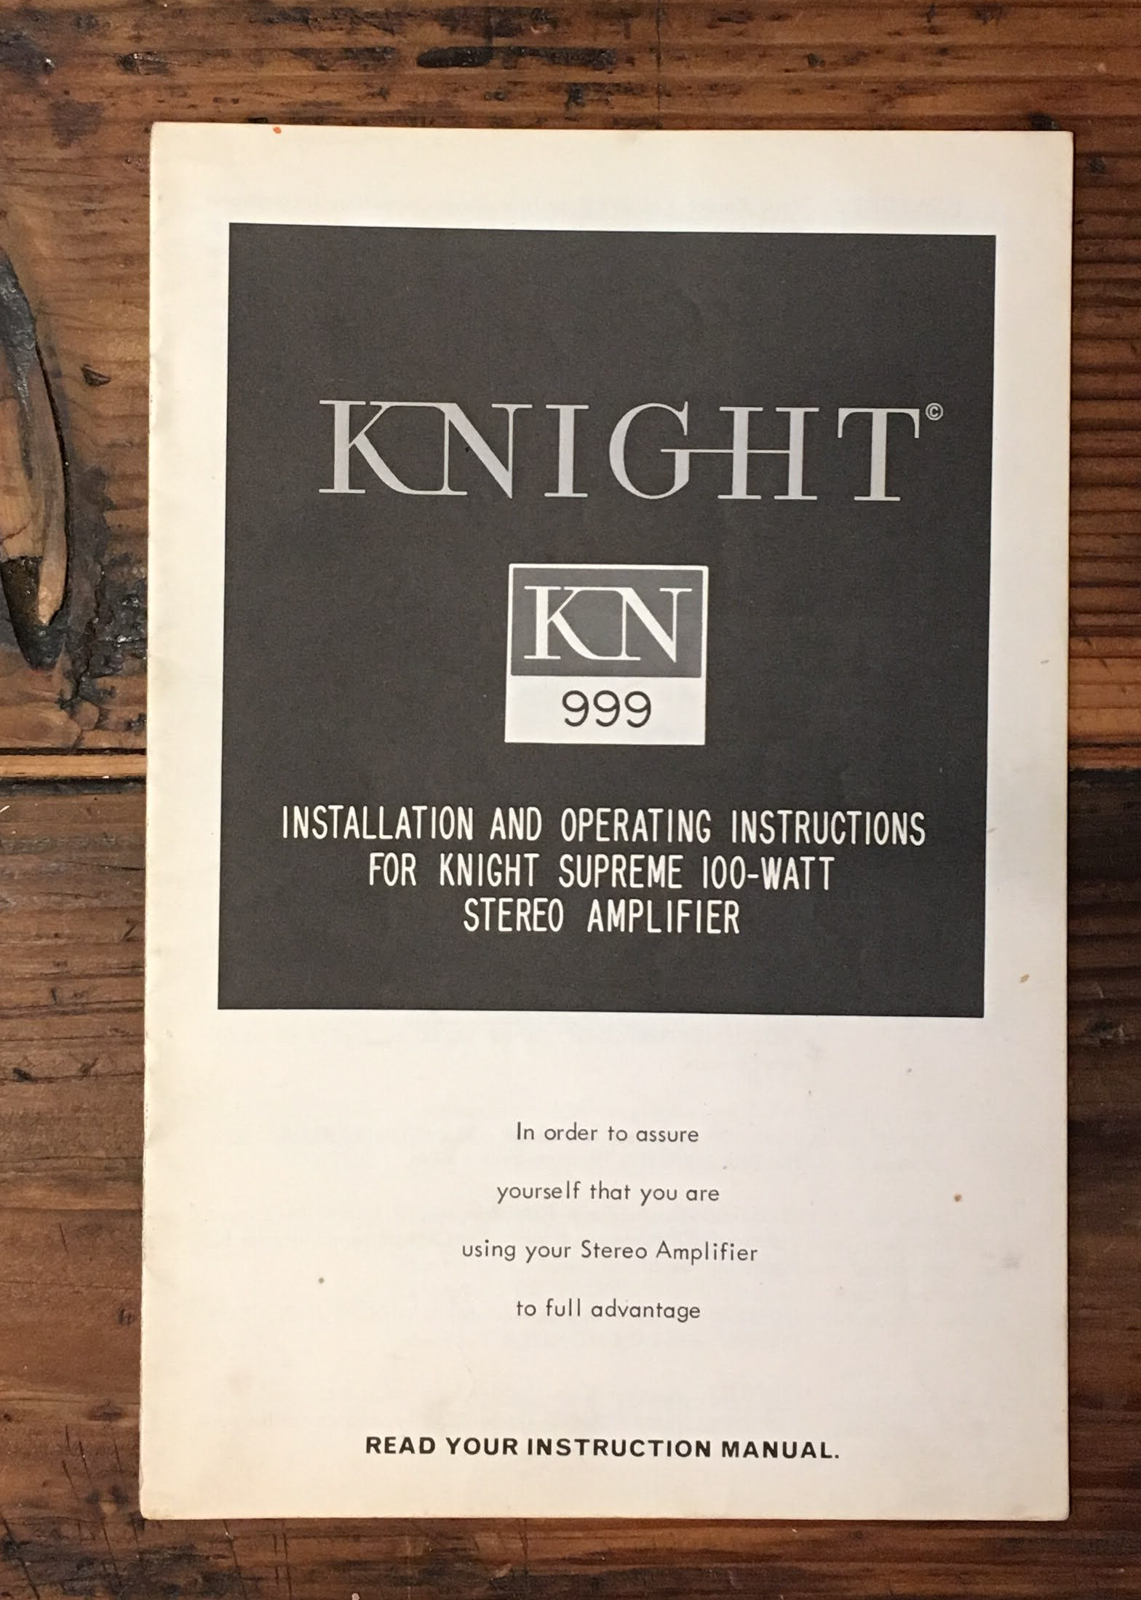 KNIGHT©
KN
999
INSTALLATION AND OPERATING INSTRUCTIONS
FOR KNIGHT SUPREME 100-WATT
STEREO AMPLIFIER
In order to assure
yourself that you are
using your Stereo Amplifier
to full advantage
READ YOUR INSTRUCTION MANUAL.